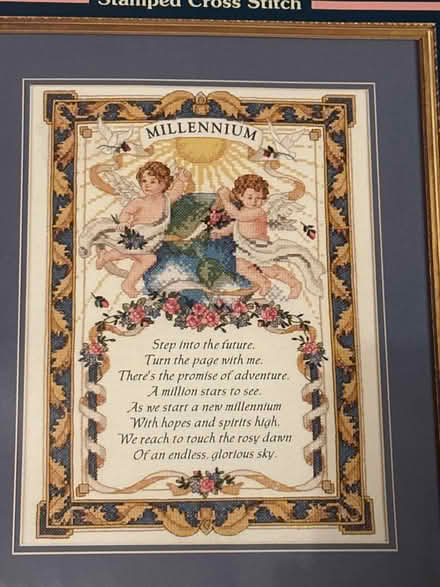 Stamped Cross Stitch
MILLENNIUM
Step into the future,
Turn the page with me.
There's the promise of adventure,
A million stars to see.
As we start a new millennium
With hopes and spirits high,
We reach to touch the rosy dawn
Of an endless, glorious sky.